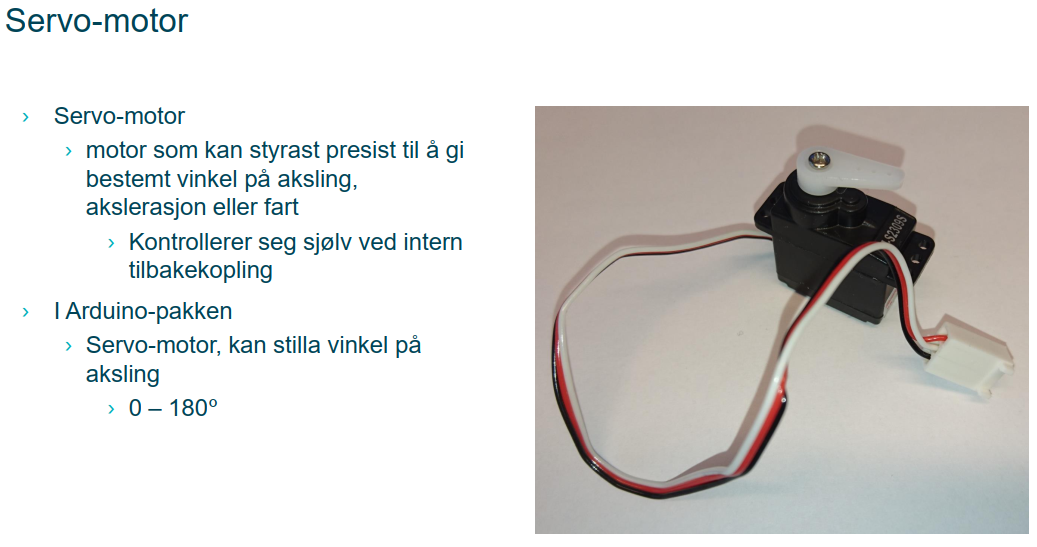 Servo-motor
› Servo-motor
› motor som kan styrast presist til å gi
bestemt vinkel på aksling,
akslerasjon eller fart
› Kontrollerer seg sjølv ved intern
tilbakekopling
› I Arduino-pakken
› Servo-motor, kan stilla vinkel på
aksling
› 0 – 180º
S2309S